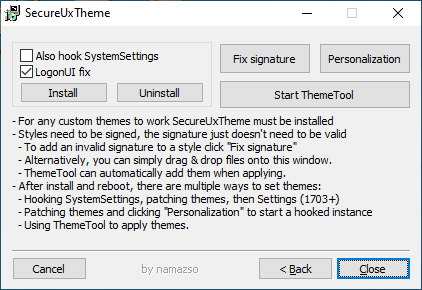 SecureUxTheme
Also hook SystemSettings
LogonUI fix
Install
Uninstall
Fix signature
Personalization
Start ThemeTool
- For any custom themes to work SecureUxTheme must be installed
- Styles need to be signed, the signature just doesn't need to be valid
- To add an invalid signature to a style click "Fix signature"
- Alternatively, you can simply drag & drop files onto this window.
- ThemeTool can automatically add them when applying.
- After install and reboot, there are multiple ways to set themes:
- Hooking SystemSettings, patching themes, then Settings (1703+)
- Patching themes and clicking "Personalization" to start a hooked instance
- Using ThemeTool to apply themes.
Cancel
by namazso
< Back
Close